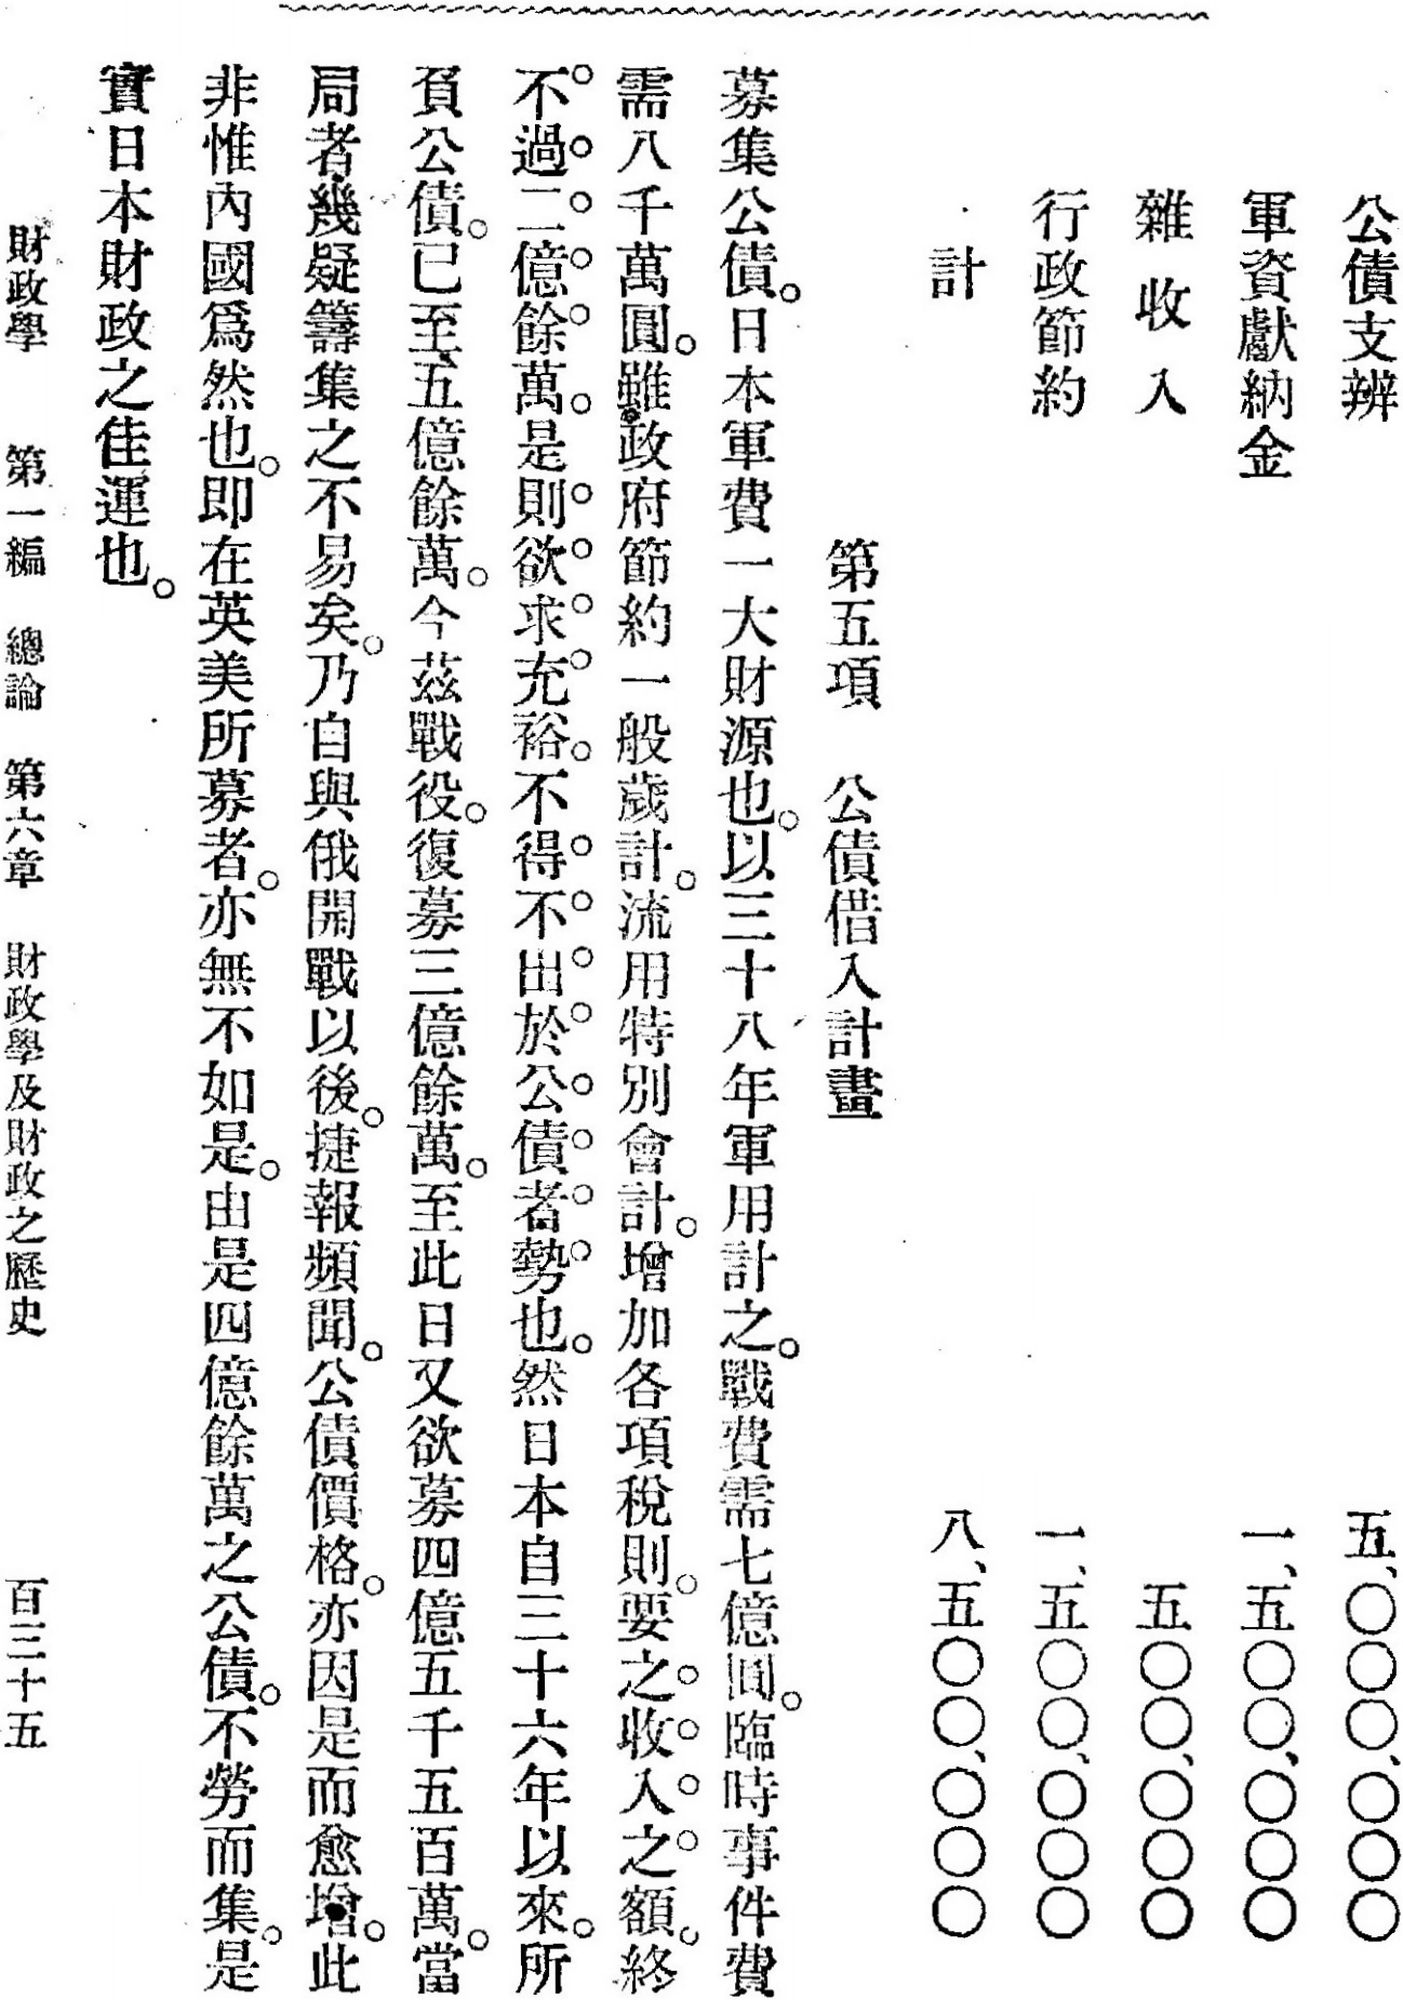 公債支辨　五、〇〇〇、〇〇〇
軍資獻納金　一、五〇〇、〇〇〇
雜收入　五〇〇、〇〇〇
行政節約　一、五〇〇、〇〇〇
計　八、五〇〇、〇〇〇
第五項　公債借入計畫
募集公債。日本軍費一大財源也。以三十八年軍用計之。戰費需七億圓。臨時事件費
需八千萬圓。雖政府節約一般歲計。流用特別會計。增加各項稅則。要之收入之額。終
不過二億餘萬是則欲求充裕。不得不出於公債者勢也。然日本自三十六年以來。所
負公債。已至五億餘萬。今茲戰役。復募三億餘萬。至此日又欲募四億五千五百萬。當
局者幾疑籌集之不易矣。乃自與俄開戰以後。捷報頻聞。公債價格。亦因是而愈增。此
非惟內國爲然也。即在英美所募者。亦無不如是。由是四億餘萬之公債。不勞而集。是
實日本財政之佳運也。
財政學　第一編　總論　第六章　財政學及財政之歷史　百三十五